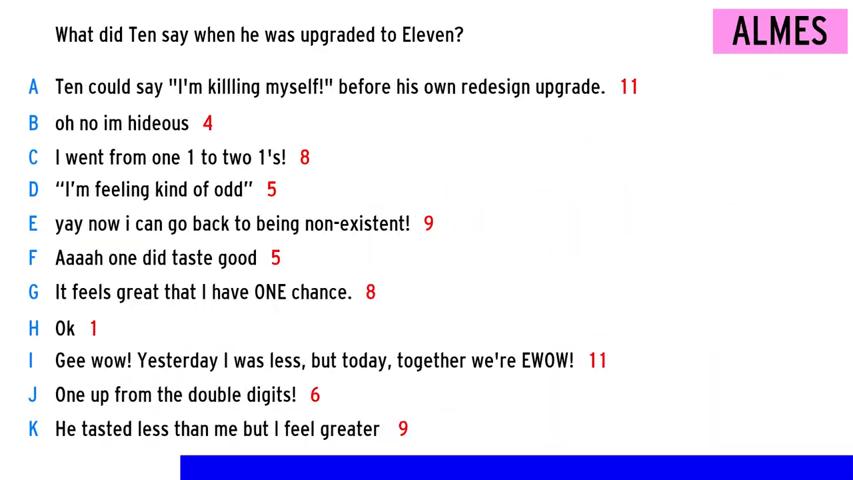 What did Ten say when he was upgraded to Eleven?
ALMES
A Ten could say "I'm killling myself!" before his own redesign upgrade. 11
B oh no im hideous 4
C I went from one 1 to two 1's! 8
D “I’m feeling kind of odd” 5
E yay now i can go back to being non-existent! 9
F Aaaah one did taste good 5
G It feels great that I have ONE chance. 8
H Ok 1
I Gee wow! Yesterday I was less, but today, together we're EWOW! 11
J One up from the double digits! 6
K He tasted less than me but I feel greater 9